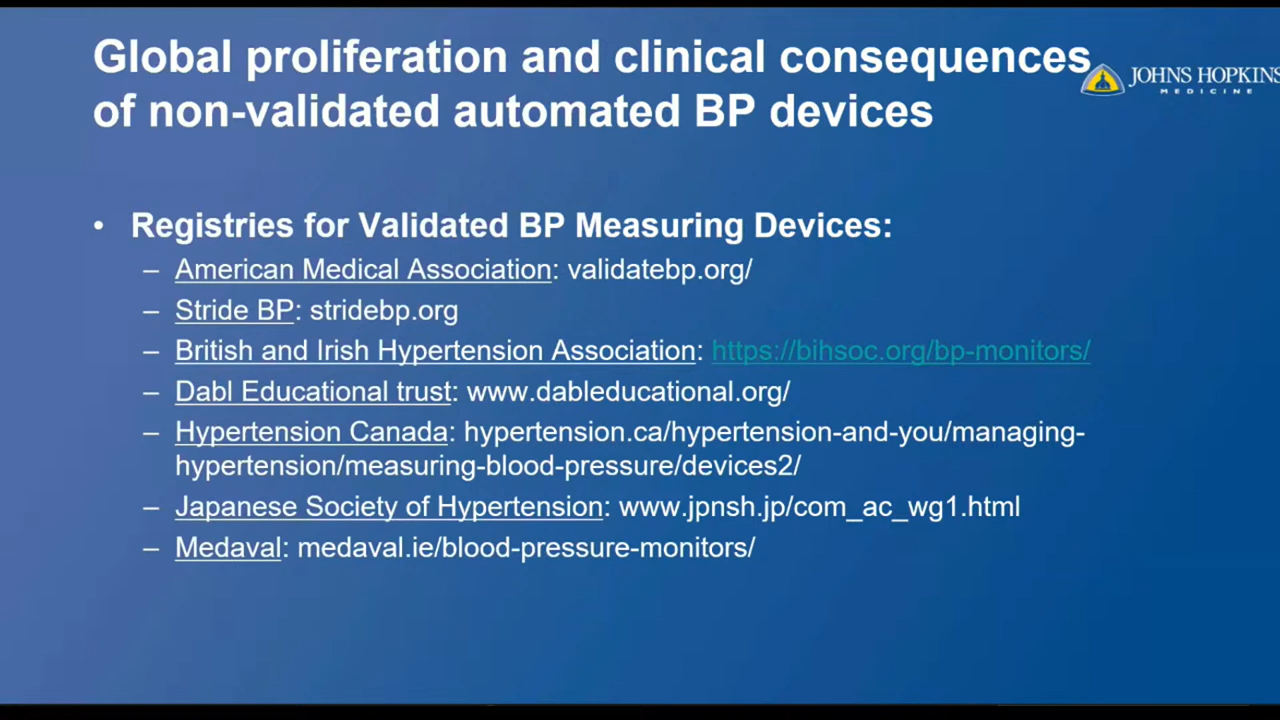 Global proliferation and clinical consequences
of non-validated automated BP devices
JOHNS HOPKINS
MEDICINE
• Registries for Validated BP Measuring Devices:
– American Medical Association: validatebp.org/
– Stride BP: stridebp.org
– British and Irish Hypertension Association: https://bihsoc.org/bp-monitors/
– Dabl Educational trust: www.dableducational.org/
– Hypertension Canada: hypertension.ca/hypertension-and-you/managing-
hypertension/measuring-blood-pressure/devices2/
– Japanese Society of Hypertension: www.jpnsh.jp/com_ac_wg1.html
– Medaval: medaval.ie/blood-pressure-monitors/